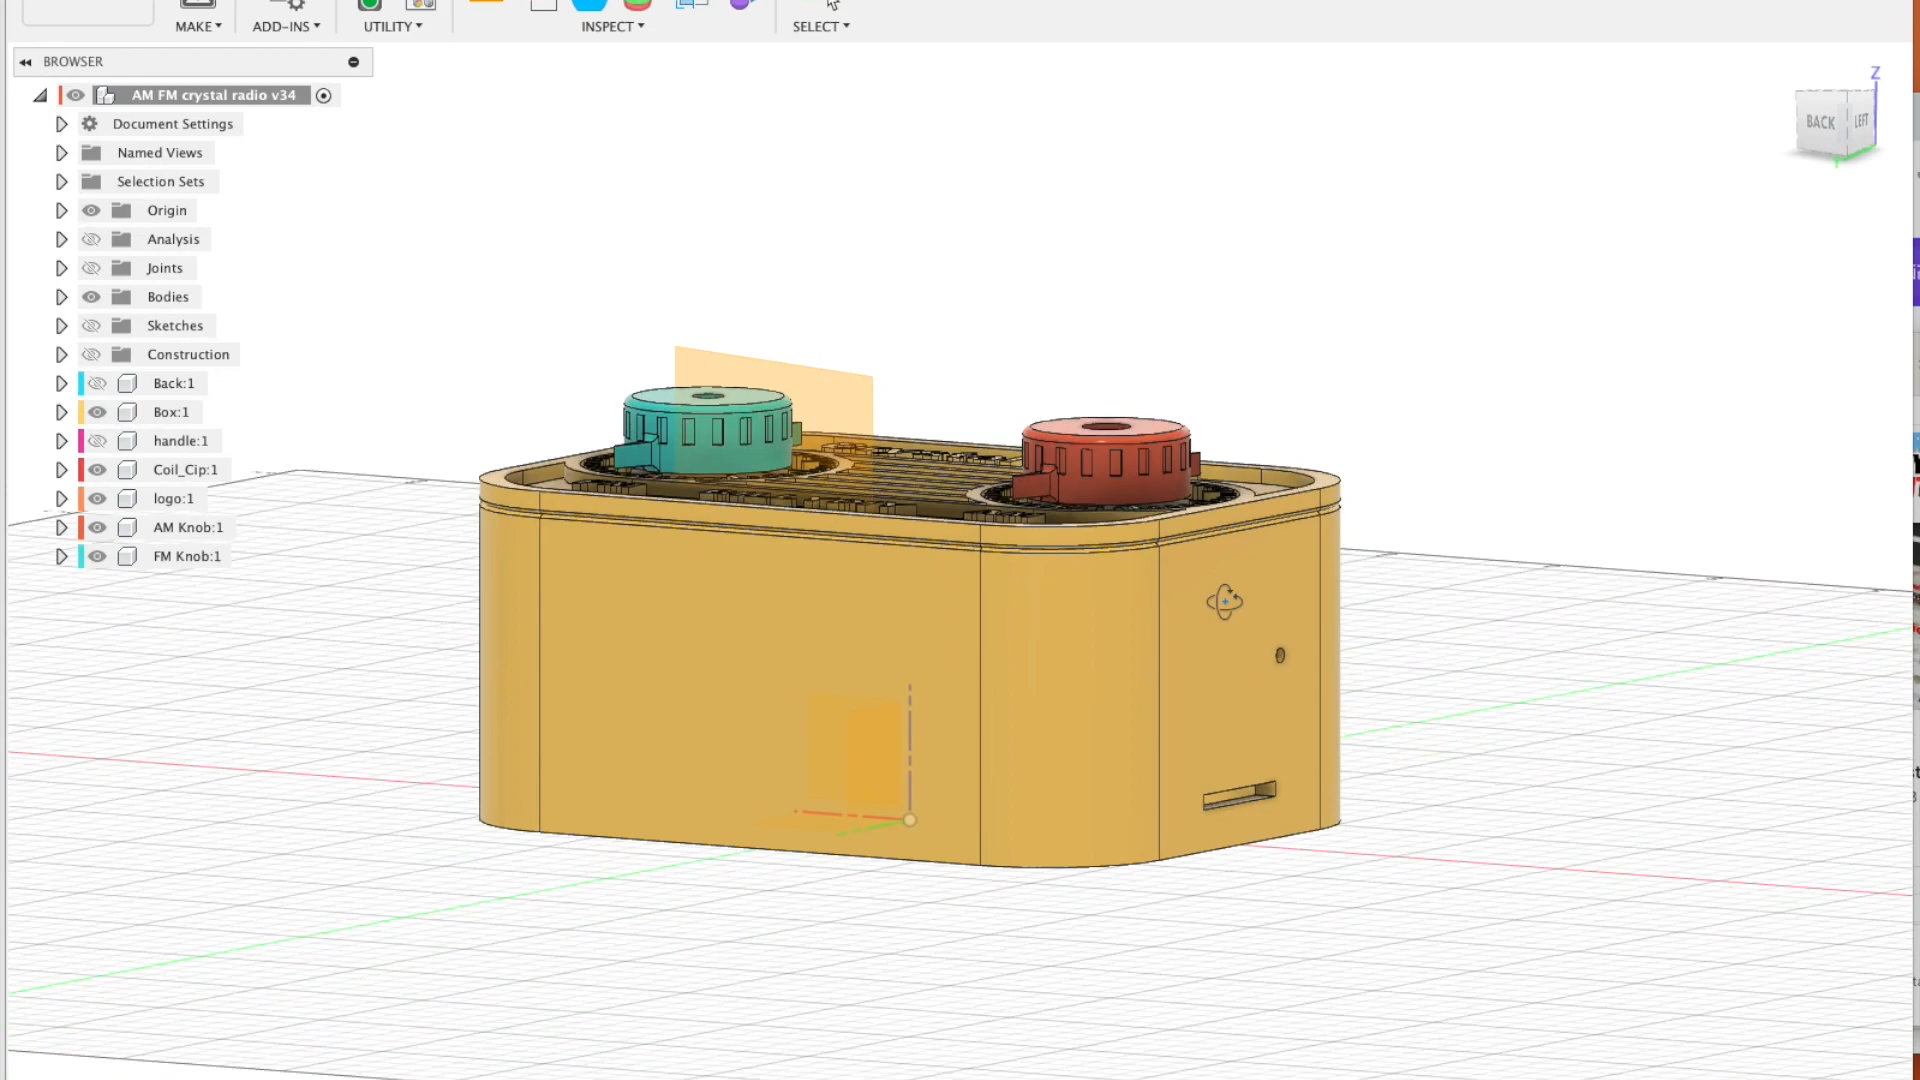 MAKE ADD-INS UTILITY INSPECT SELECT
BROWSER
AM FM crystal radio v34
Document Settings
Named Views
Selection Sets
Origin
Analysis
Joints
Bodies
Sketches
Construction
Back:1
Box:1
handle:1
Coil_Cip:1
logo:1
AM Knob:1
FM Knob:1
Z
BACK LEFT